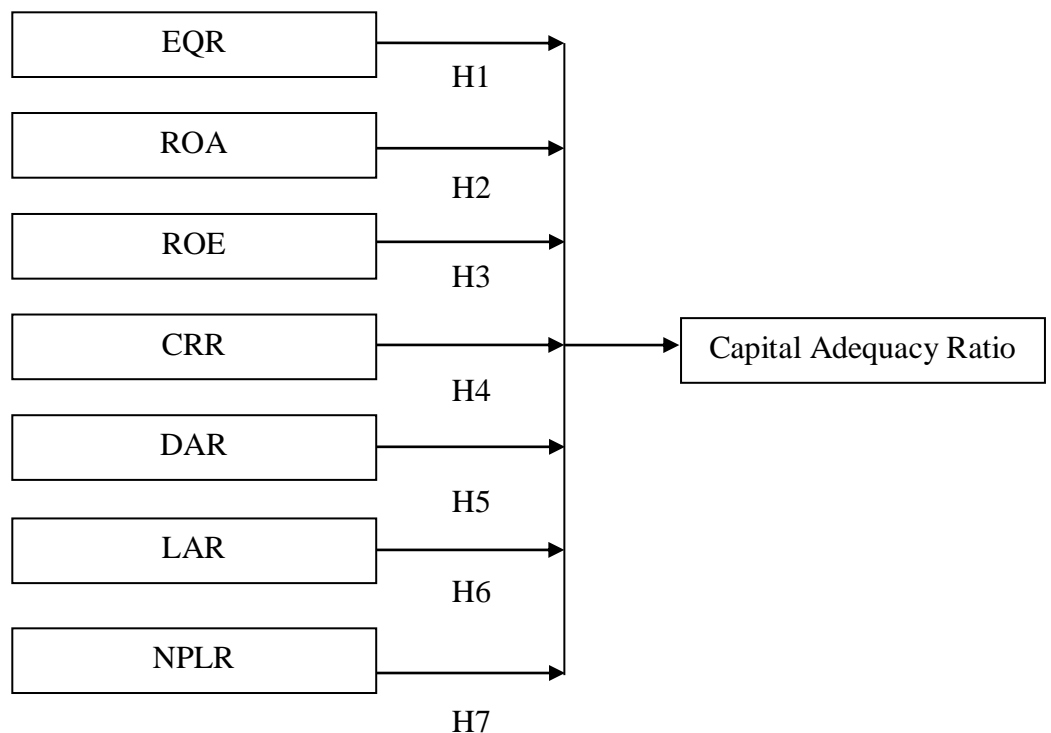 EQR
H1
ROA
H2
ROE
H3
CRR
Capital Adequacy Ratio
H4
DAR
H5
LAR
H6
NPLR
H7